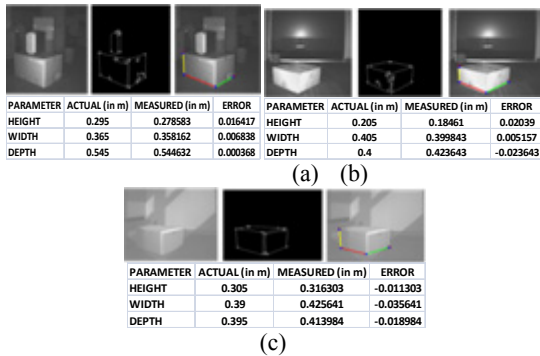 PARAMETER ACTUAL (in m) MEASURED (in m) ERROR
HEIGHT 0.295 0.278583 0.016417
WIDTH 0.365 0.358162 0.006838
DEPTH 0.545 0.544632 0.000368
PARAMETER ACTUAL (in m) MEASURED (in m) ERROR
HEIGHT 0.205 0.18461 0.02039
WIDTH 0.405 0.399843 0.005157
DEPTH 0.4 0.423643 -0.023643
(a) (b)
PARAMETER ACTUAL (in m) MEASURED (in m) ERROR
HEIGHT 0.305 0.316303 -0.011303
WIDTH 0.39 0.425641 -0.035641
DEPTH 0.395 0.413984 -0.018984
(c)